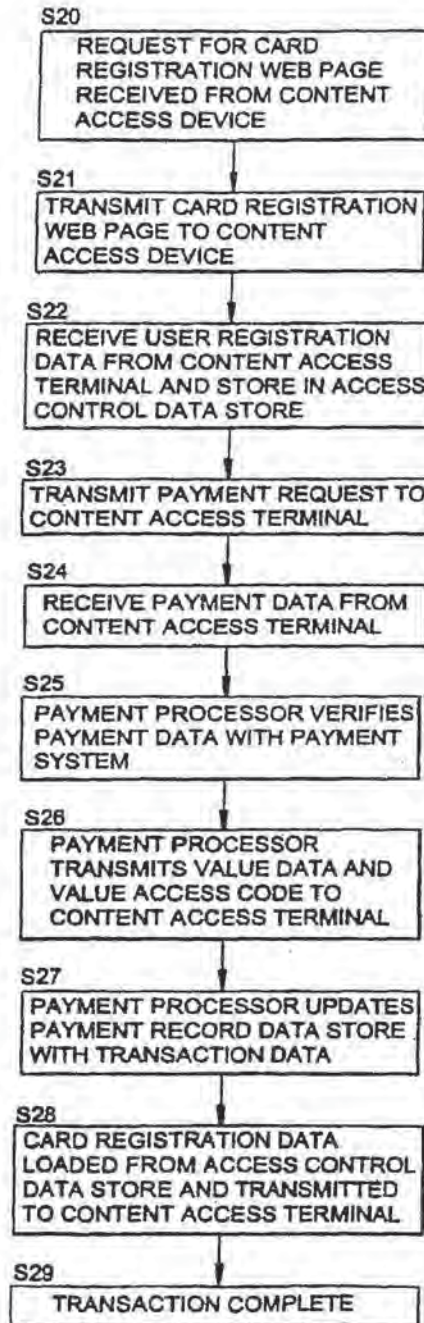 S20
REQUEST FOR CARD
REGISTRATION WEB PAGE
RECEIVED FROM CONTENT
ACCESS DEVICE
S21
TRANSMIT CARD REGISTRATION
WEB PAGE TO CONTENT
ACCESS DEVICE
S22
RECEIVE USER REGISTRATION
DATA FROM CONTENT ACCESS
TERMINAL AND STORE IN ACCESS
CONTROL DATA STORE
S23
TRANSMIT PAYMENT REQUEST TO
CONTENT ACCESS TERMINAL
S24
RECEIVE PAYMENT DATA FROM
CONTENT ACCESS TERMINAL
S25
PAYMENT PROCESSOR VERIFIES
PAYMENT DATA WITH PAYMENT
SYSTEM
S26
PAYMENT PROCESSOR
TRANSMITS VALUE DATA AND
VALUE ACCESS CODE TO
CONTENT ACCESS TERMINAL
S27
PAYMENT PROCESSOR UPDATES
PAYMENT RECORD DATA STORE
WITH TRANSACTION DATA
S28
CARD REGISTRATION DATA
LOADED FROM ACCESS CONTROL
DATA STORE AND TRANSMITTED
TO CONTENT ACCESS TERMINAL
S29
TRANSACTION COMPLETE